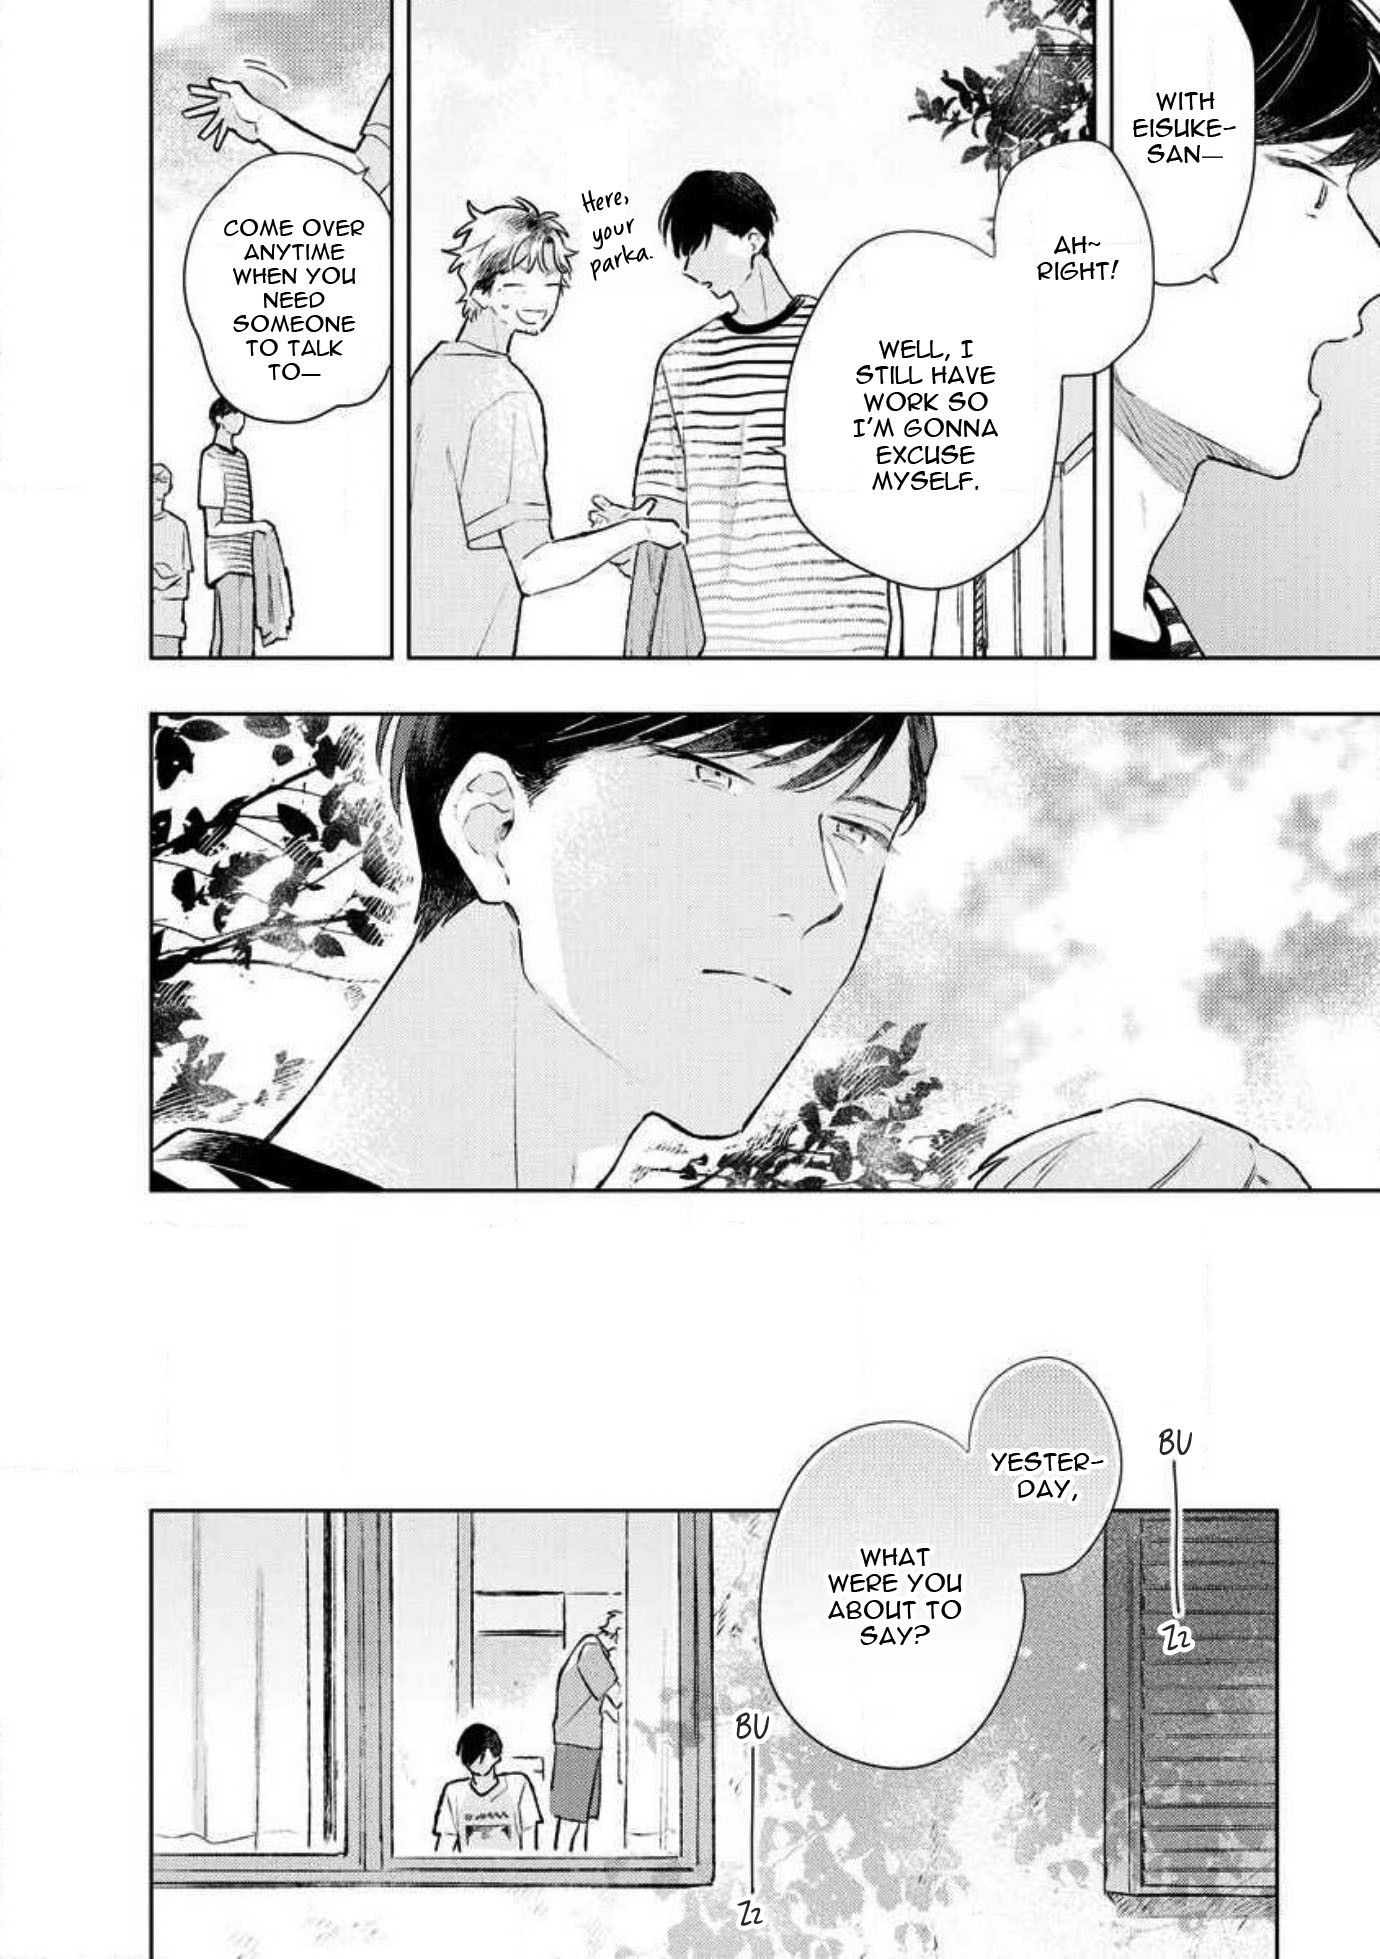 WITH
EISUKE-
SAN—
AH~
RIGHT!
WELL, I
STILL HAVE
WORK SO
I'M GONNA
EXCUSE
MYSELF.
Here,
your
parka.
COME OVER
ANYTIME
WHEN YOU
NEED
SOMEONE
TO TALK
TO—
BU
Zz
YESTER-
DAY,
WHAT
WERE YOU
ABOUT TO
SAY?
BU
Zz